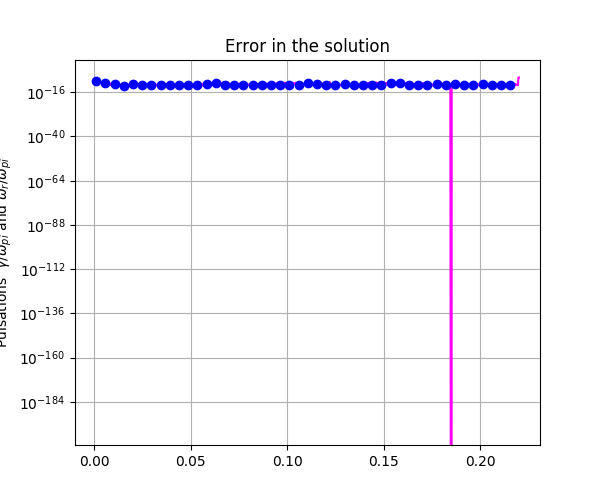 Error in the solution
Pulsations γ/ω_pi and ω_r/ω_pi
10^−16
10^−40
10^−64
10^−88
10^−112
10^−136
10^−160
10^−184
0.00 0.05 0.10 0.15 0.20